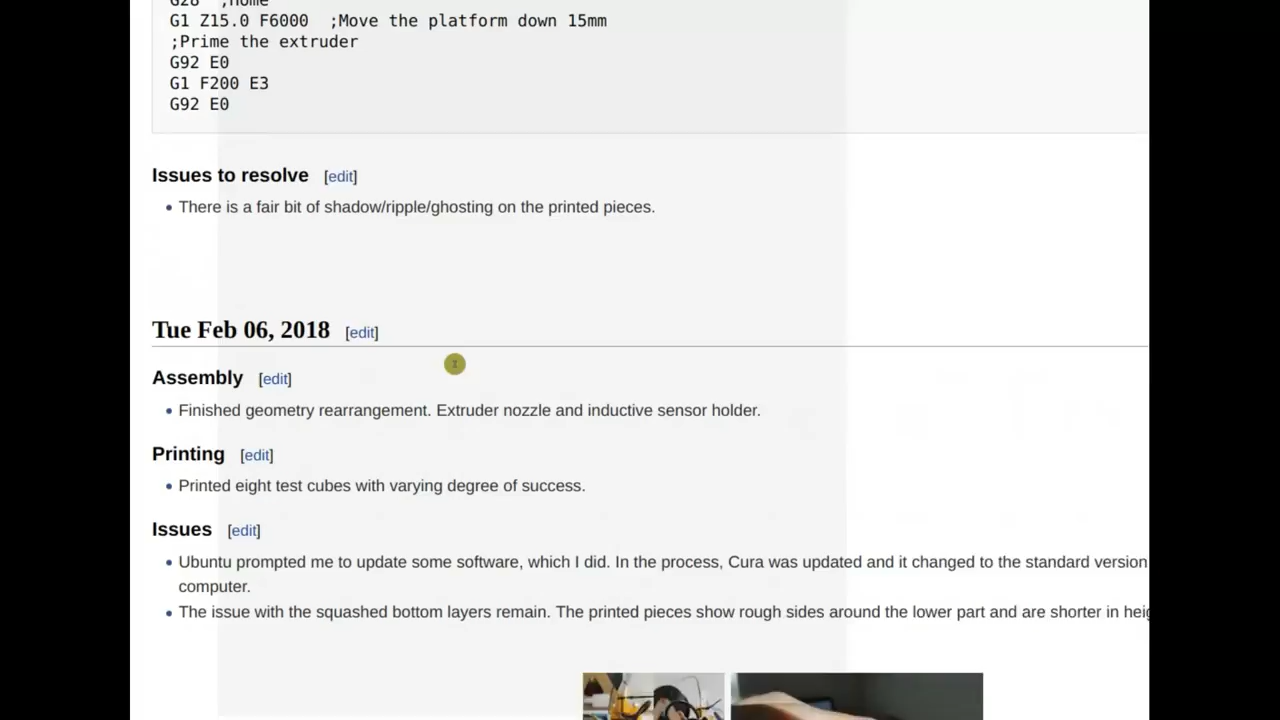 G28 ;Home
G1 Z15.0 F6000 ;Move the platform down 15mm
;Prime the extruder
G92 E0
G1 F200 E3
G92 E0
Issues to resolve [edit]
• There is a fair bit of shadow/ripple/ghosting on the printed pieces.
Tue Feb 06, 2018 [edit]
Assembly [edit]
• Finished geometry rearrangement. Extruder nozzle and inductive sensor holder.
Printing [edit]
• Printed eight test cubes with varying degree of success.
Issues [edit]
• Ubuntu prompted me to update some software, which I did. In the process, Cura was updated and it changed to the standard version
computer.
• The issue with the squashed bottom layers remain. The printed pieces show rough sides around the lower part and are shorter in